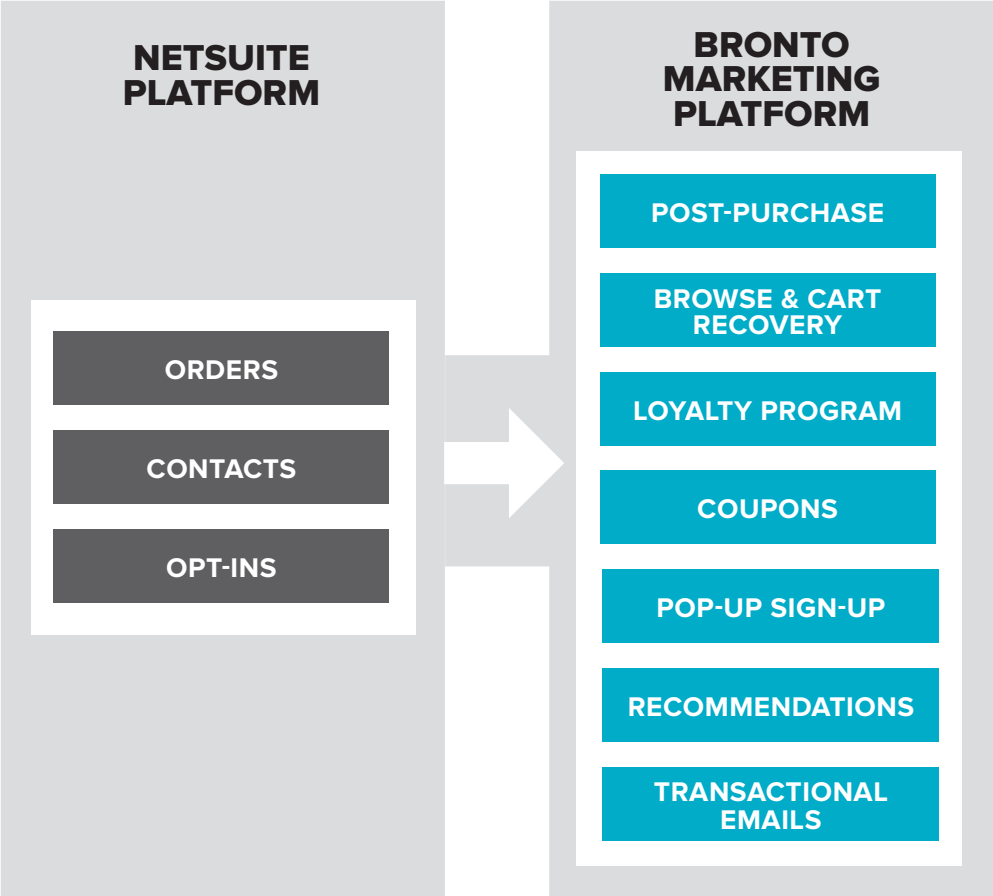 NETSUITE
PLATFORM
ORDERS
CONTACTS
OPT-INS
BRONTO
MARKETING
PLATFORM
POST-PURCHASE
BROWSE & CART
RECOVERY
LOYALTY PROGRAM
COUPONS
POP-UP SIGN-UP
RECOMMENDATIONS
TRANSACTIONAL
EMAILS